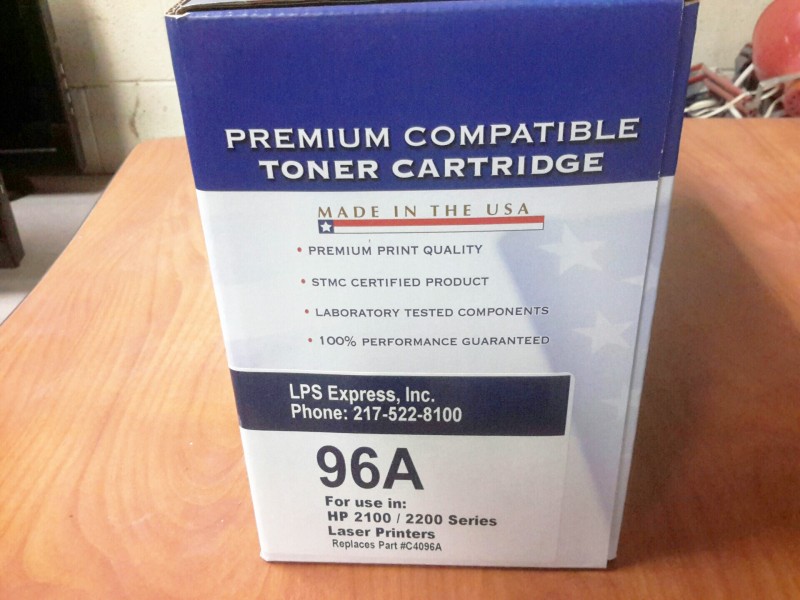 PREMIUM COMPATIBLE
TONER CARTRIDGE
MADE IN THE USA
• PREMIUM PRINT QUALITY
• STMC CERTIFIED PRODUCT
• LABORATORY TESTED COMPONENTS
• 100% PERFORMANCE GUARANTEED
LPS Express, Inc.
Phone: 217-522-8100
96A
For use in:
HP 2100 / 2200 Series
Laser Printers
Replaces Part #C4096A